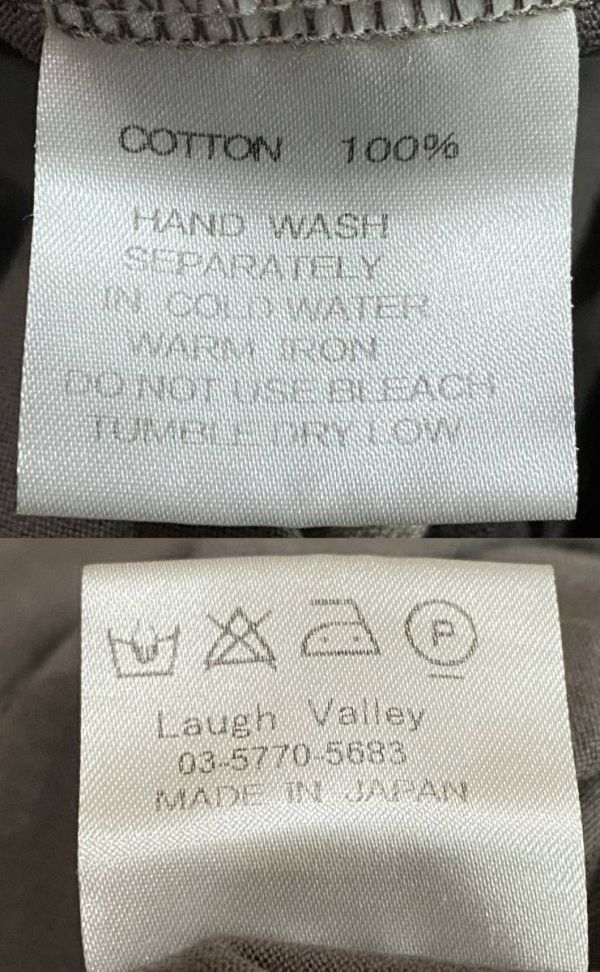 COTTON 100%
HAND WASH
SEPARATELY
IN COLD WATER
WARM IRON
DO NOT USE BLEACH
TUMBLE DRY LOW
P
Laugh Valley
03-5770-5683
MADE IN JAPAN